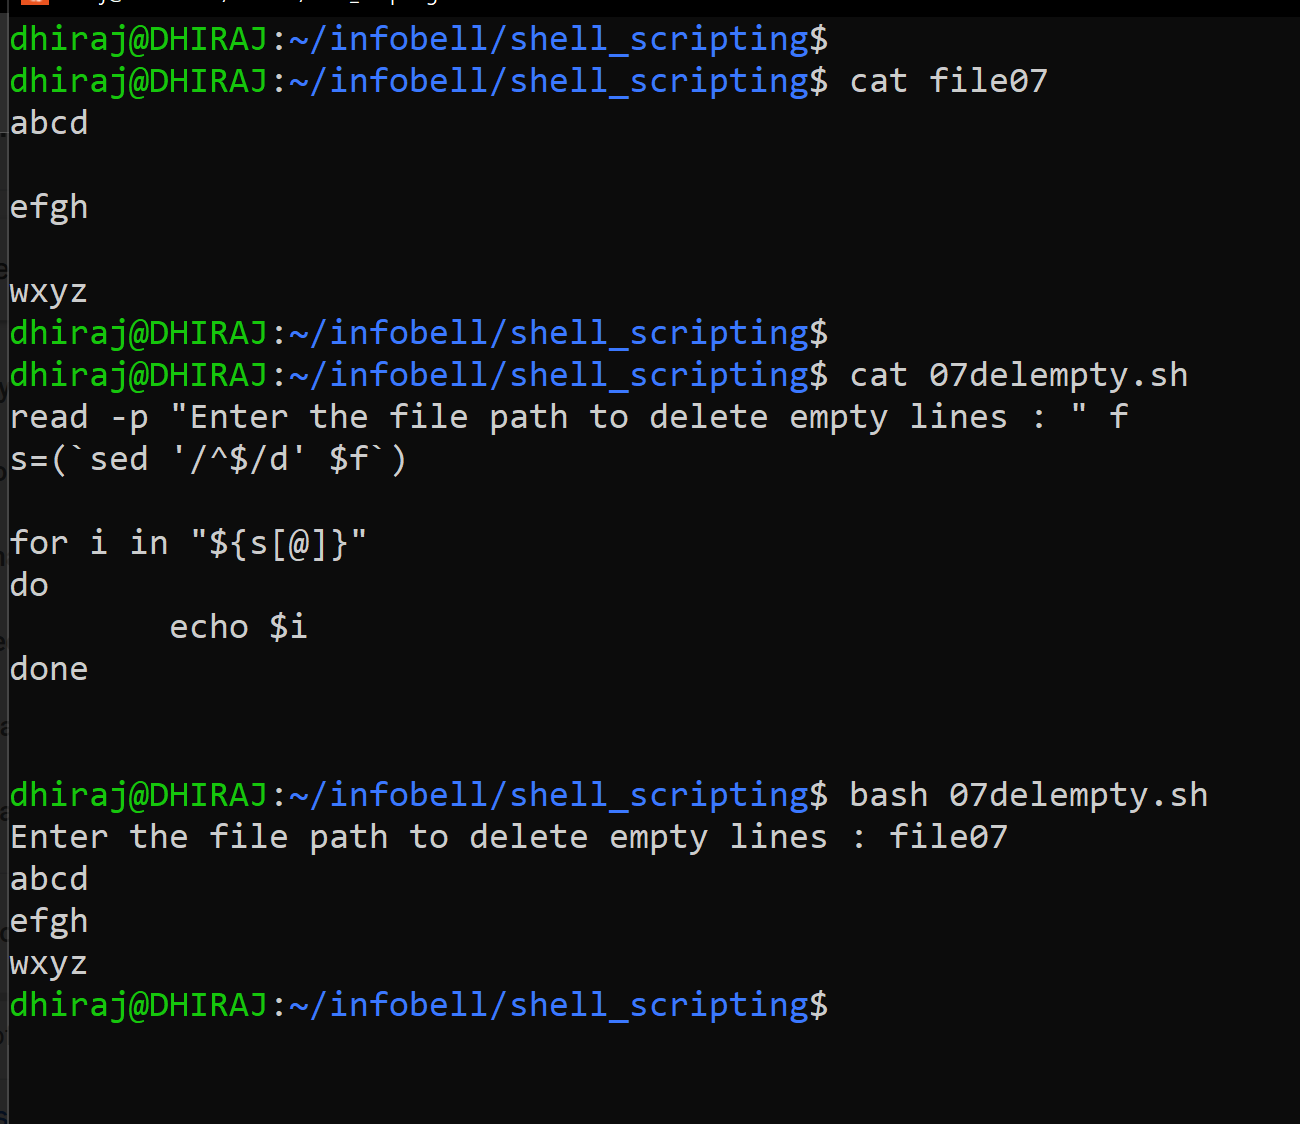 dhiraj@DHIRAJ:~/infobell/shell_scripting$
dhiraj@DHIRAJ:~/infobell/shell_scripting$ cat file07
abcd

efgh

wxyz
dhiraj@DHIRAJ:~/infobell/shell_scripting$
dhiraj@DHIRAJ:~/infobell/shell_scripting$ cat 07delempty.sh
read -p "Enter the file path to delete empty lines : " f
s=(`sed '/^$/d' $f`)

for i in "${s[@]}"
do
        echo $i
done


dhiraj@DHIRAJ:~/infobell/shell_scripting$ bash 07delempty.sh
Enter the file path to delete empty lines : file07
abcd
efgh
wxyz
dhiraj@DHIRAJ:~/infobell/shell_scripting$